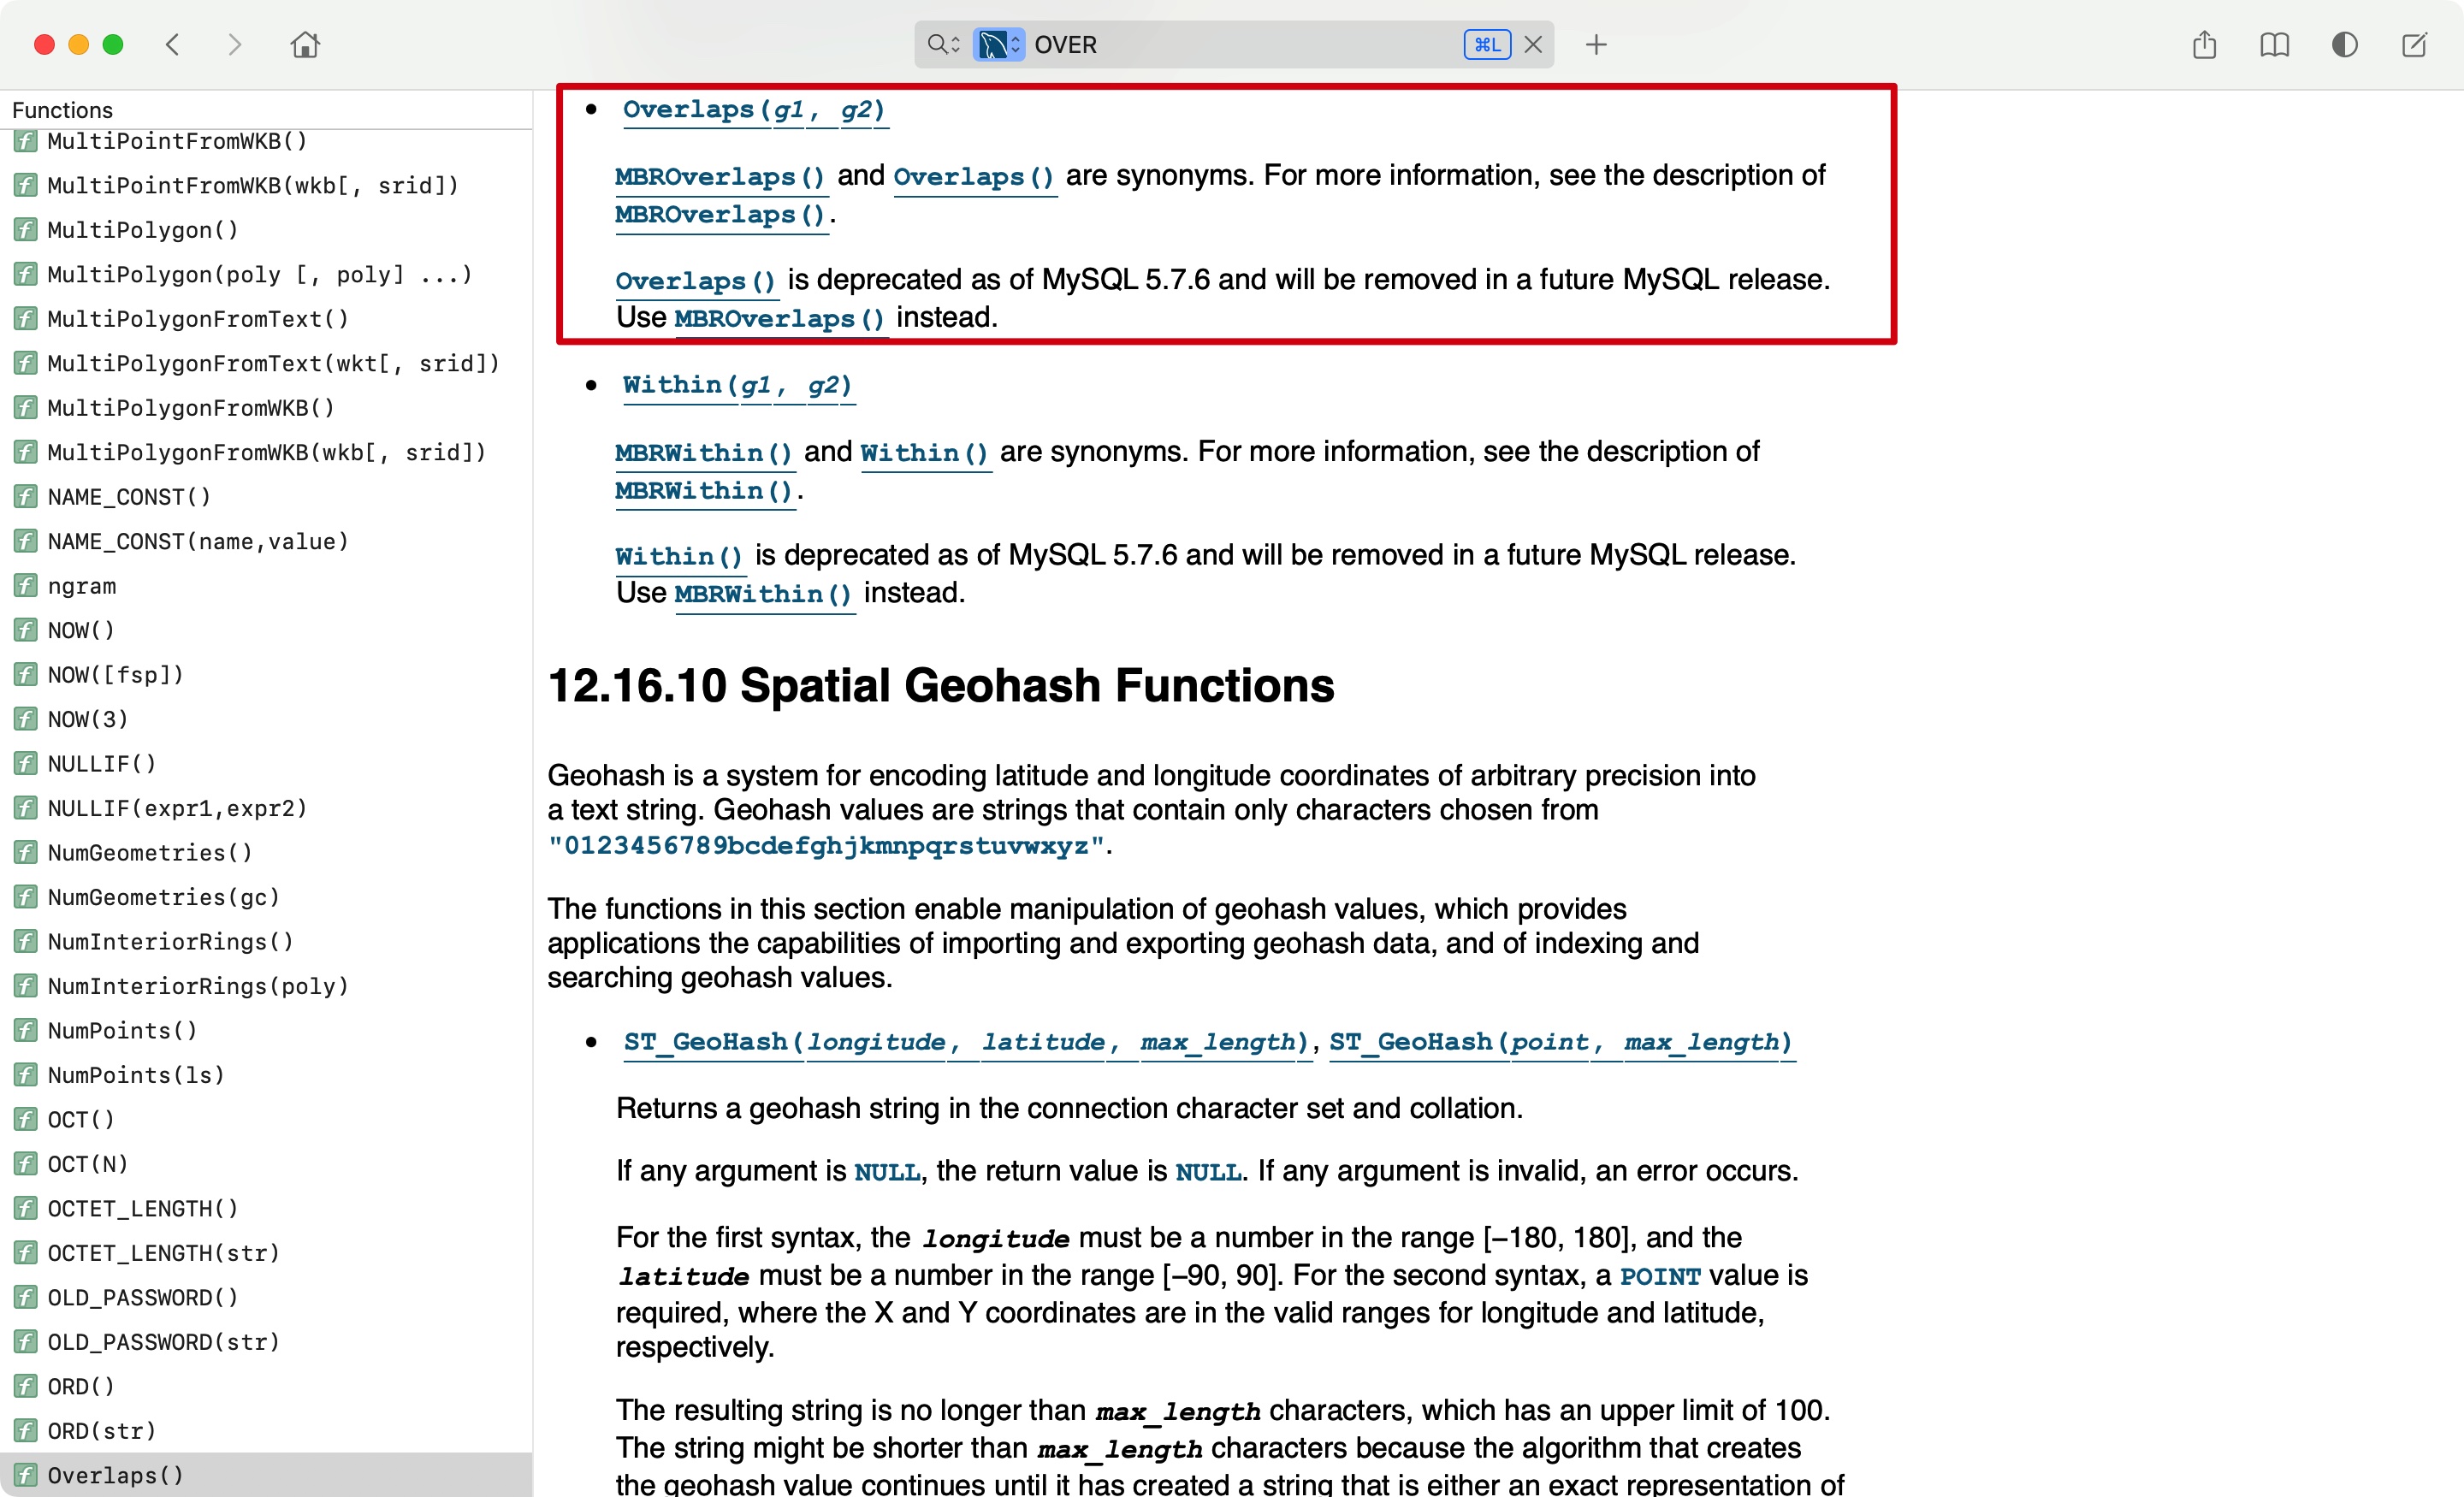 OVER
⌘L
Functions
MultiPointFromWKB()
MultiPointFromWKB(wkb[, srid])
MultiPolygon()
MultiPolygon(poly [, poly] ...)
MultiPolygonFromText()
MultiPolygonFromText(wkt[, srid])
MultiPolygonFromWKB()
MultiPolygonFromWKB(wkb[, srid])
NAME_CONST()
NAME_CONST(name,value)
ngram
NOW()
NOW([fsp])
NOW(3)
NULLIF()
NULLIF(expr1,expr2)
NumGeometries()
NumGeometries(gc)
NumInteriorRings()
NumInteriorRings(poly)
NumPoints()
NumPoints(ls)
OCT()
OCT(N)
OCTET_LENGTH()
OCTET_LENGTH(str)
OLD_PASSWORD()
OLD_PASSWORD(str)
ORD()
ORD(str)
Overlaps()
• Overlaps(g1, g2)
MBROverlaps() and Overlaps() are synonyms. For more information, see the description of
MBROverlaps().
Overlaps() is deprecated as of MySQL 5.7.6 and will be removed in a future MySQL release.
Use MBROverlaps() instead.
• Within(g1, g2)
MBRWithin() and Within() are synonyms. For more information, see the description of
MBRWithin().
Within() is deprecated as of MySQL 5.7.6 and will be removed in a future MySQL release.
Use MBRWithin() instead.
12.16.10 Spatial Geohash Functions
Geohash is a system for encoding latitude and longitude coordinates of arbitrary precision into
a text string. Geohash values are strings that contain only characters chosen from
"0123456789bcdefghjkmnpqrstuvwxyz".
The functions in this section enable manipulation of geohash values, which provides
applications the capabilities of importing and exporting geohash data, and of indexing and
searching geohash values.
• ST_GeoHash(longitude, latitude, max_length), ST_GeoHash(point, max_length)
Returns a geohash string in the connection character set and collation.
If any argument is NULL, the return value is NULL. If any argument is invalid, an error occurs.
For the first syntax, the longitude must be a number in the range [−180, 180], and the
latitude must be a number in the range [−90, 90]. For the second syntax, a POINT value is
required, where the X and Y coordinates are in the valid ranges for longitude and latitude,
respectively.
The resulting string is no longer than max_length characters, which has an upper limit of 100.
The string might be shorter than max_length characters because the algorithm that creates
the geohash value continues until it has created a string that is either an exact representation of